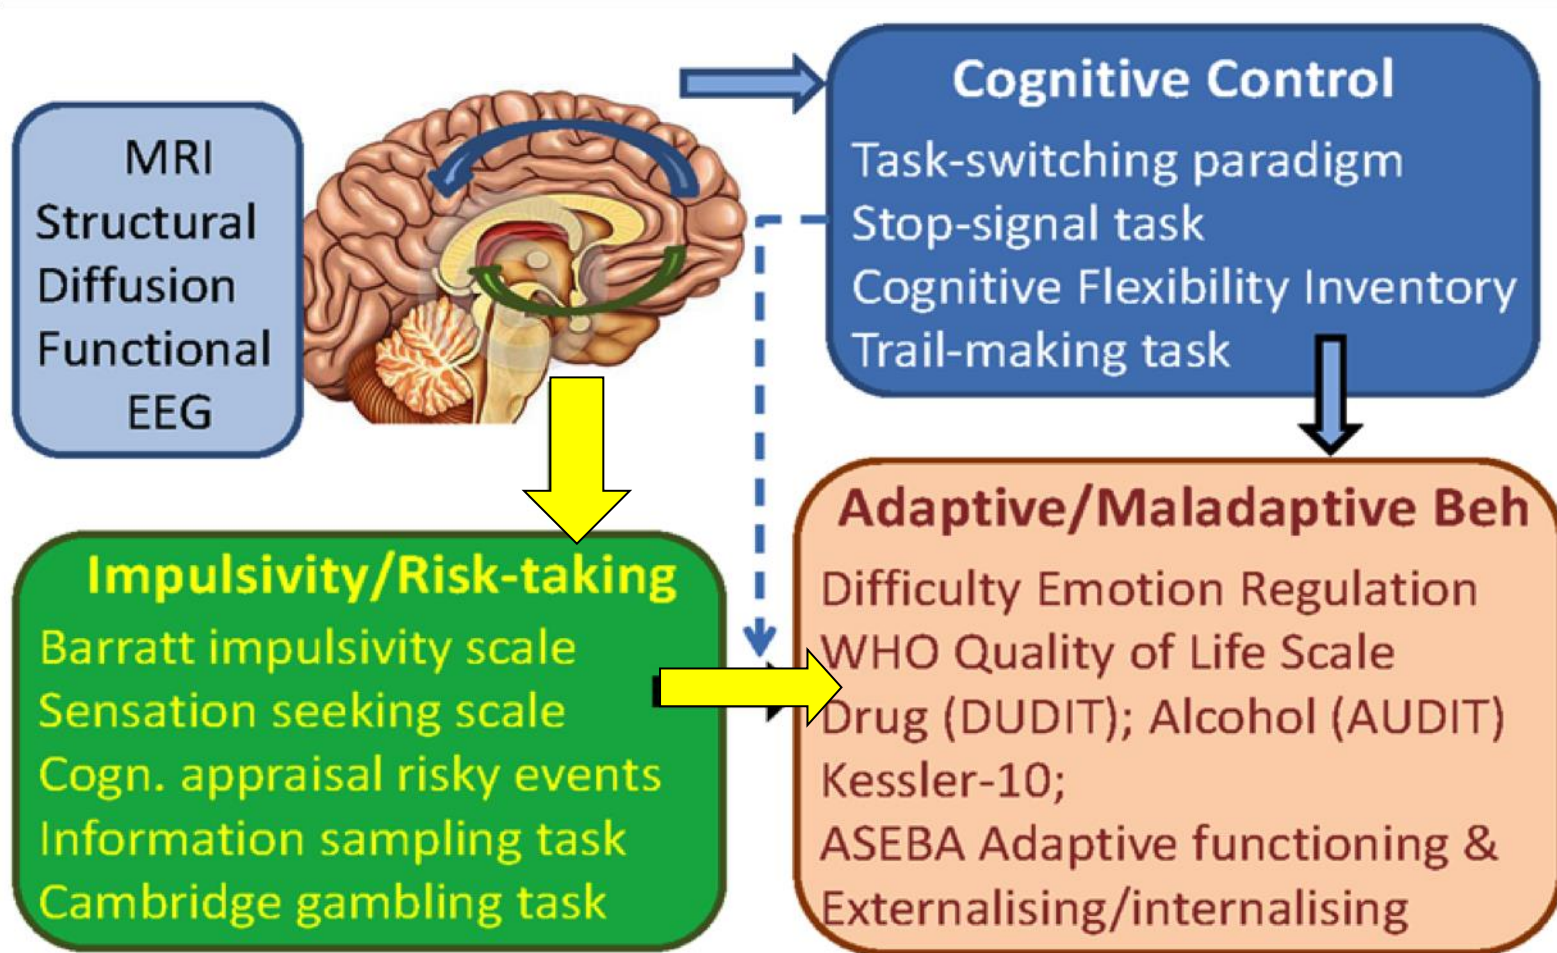 MRI
Structural
Diffusion
Functional
EEG
Cognitive Control
Task-switching paradigm
Stop-signal task
Cognitive Flexibility Inventory
Trail-making task
Impulsivity/Risk-taking
Barratt impulsivity scale
Sensation seeking scale
Cogn. appraisal risky events
Information sampling task
Cambridge gambling task
Adaptive/Maladaptive Beh
Difficulty Emotion Regulation
WHO Quality of Life Scale
Drug (DUDIT); Alcohol (AUDIT)
Kessler-10;
ASEBA Adaptive functioning &
Externalising/internalising